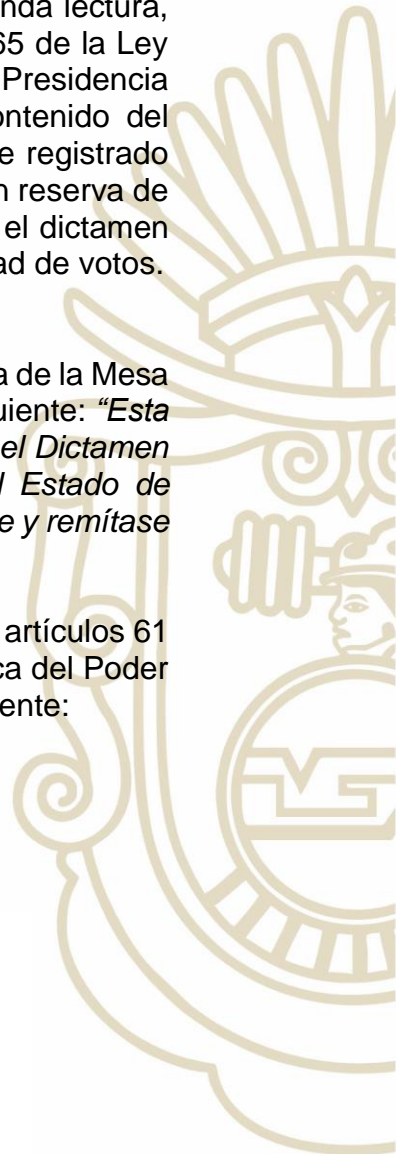 nda lectura,
65 de la Ley
Presidencia
ontenido del
e registrado
n reserva de
el dictamen
ad de votos.
a de la Mesa
uiente: “Esta
el Dictamen
l Estado de
e y remítase
artículos 61
ca del Poder
ente: